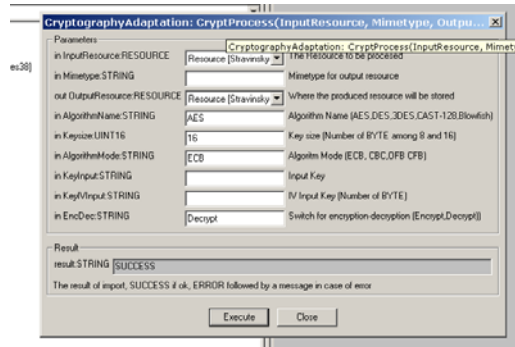 CryptographyAdaptation: CryptProcess(InputResource, Mimetype, Outpu...
Parameters
CryptographyAdaptation: CryptProcess(InputResource, Mimet
es38)
in InputResource:RESOURCE Resource [Stravinsky The Resource to be processed
in Mimetype:STRING Mimetype for output resource
out OutputResource:RESOURCE Resource [Stravinsky Where the produced resource will be stored
in AlgorithmName:STRING AES Algorithm Name (AES,DES,3DES,CAST-128,Blowfish)
in Keysize:UINT16 16 Key size (Number of BYTE among 8 and 16)
in AlgorithmMode:STRING ECB Algoritm Mode (ECB, CBC,OFB CFB)
in KeyInput:STRING Input Key
in KeyIVInput:STRING IV Input Key (Number of BYTE)
in EncDec:STRING Decrypt Switch for encryption-decryption (Encrypt,Decrypt))
Result
result:STRING SUCCESS
The result of import, SUCCESS if ok, ERROR followed by a message in case of error
Execute Close